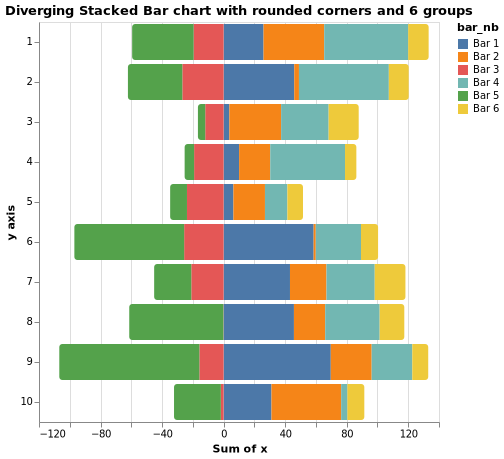 Diverging Stacked Bar chart with rounded corners and 6 groups
bar_nb
Bar 1
Bar 2
Bar 3
Bar 4
Bar 5
Bar 6
y axis
1
2
3
4
5
6
7
8
9
10
−120 −80 −40 0 40 80 120
Sum of x